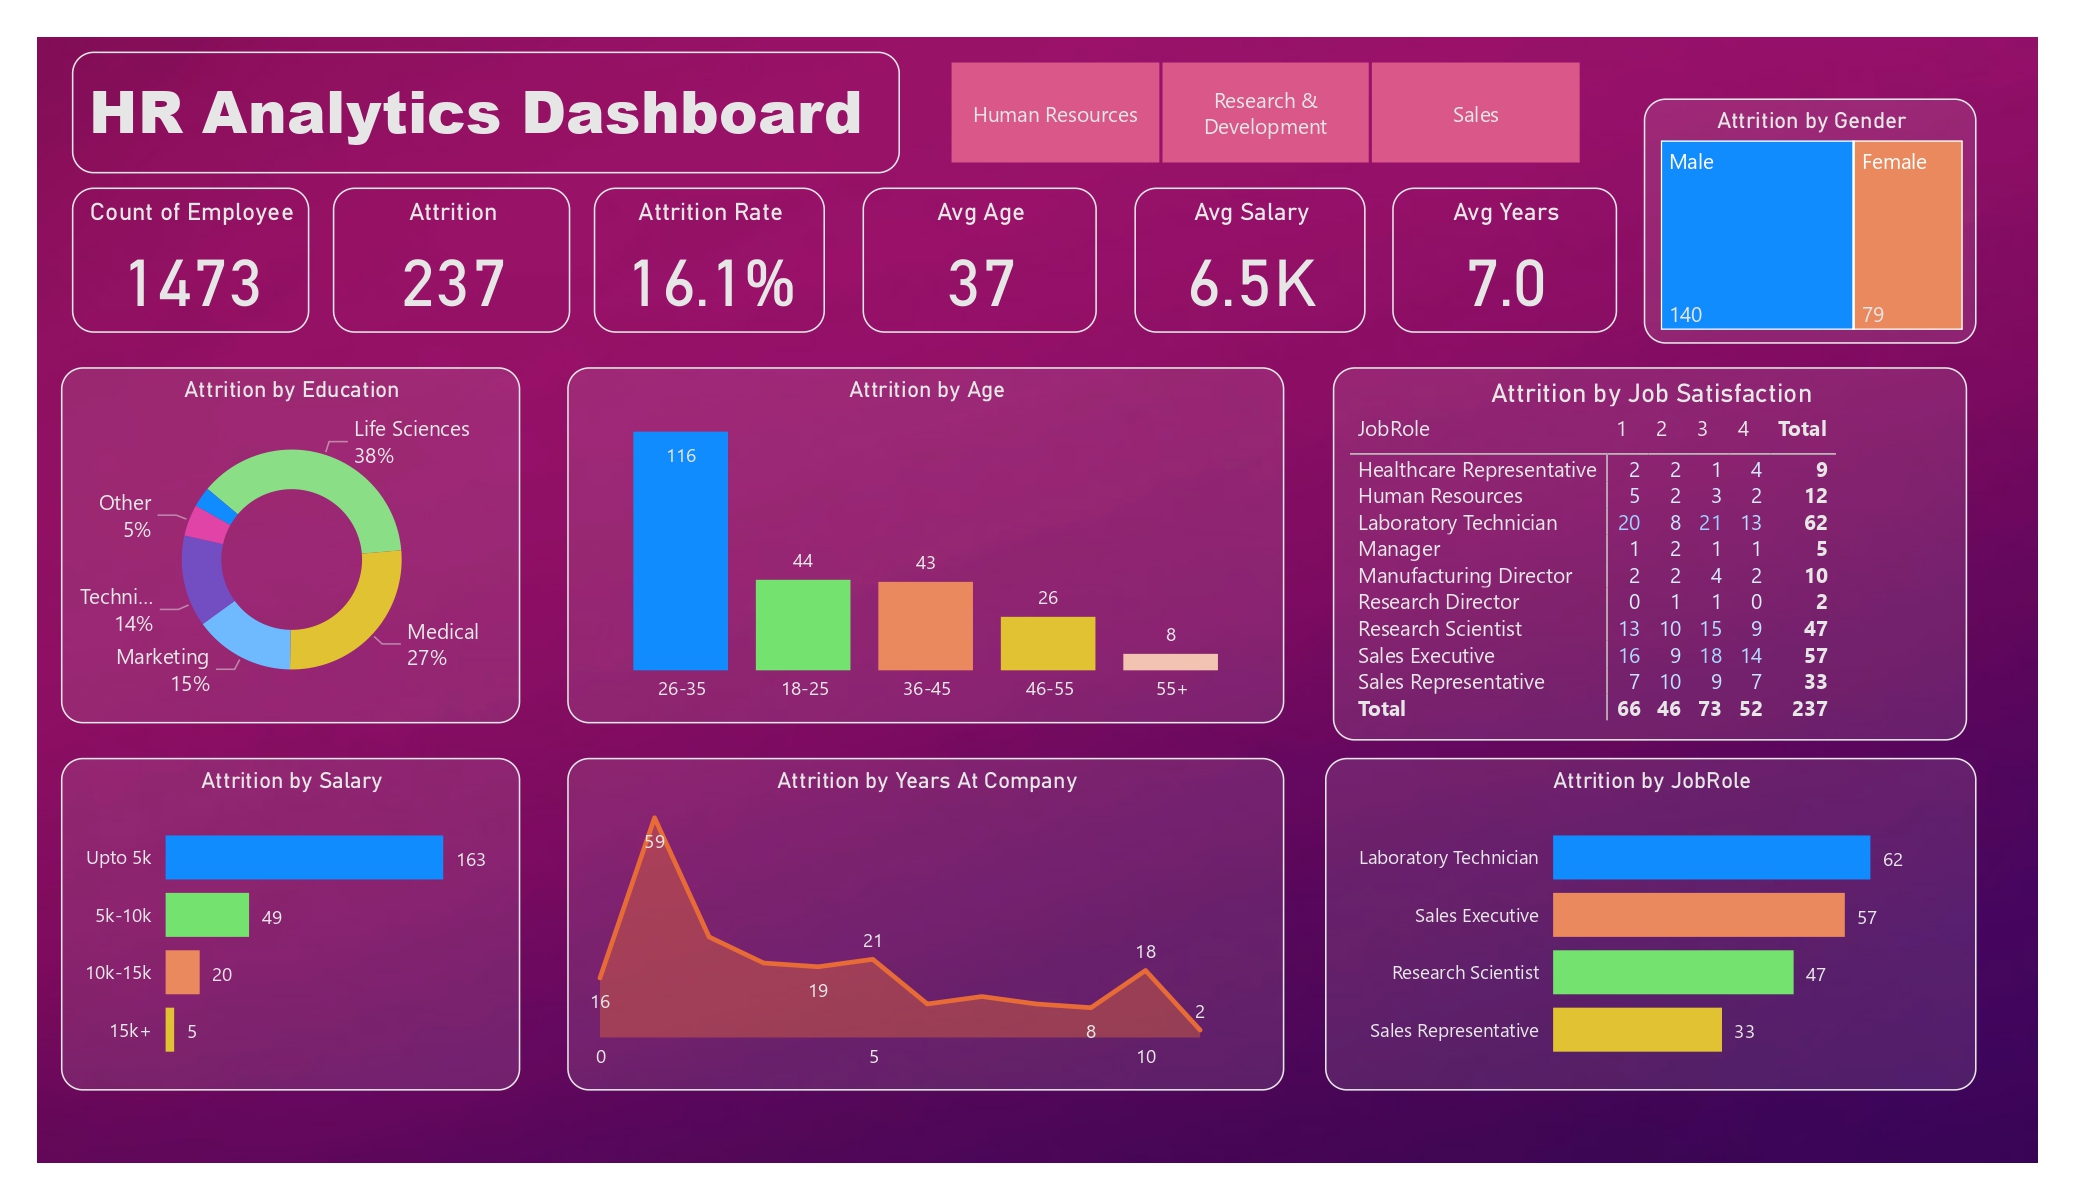 HR Analytics Dashboard
Human Resources
Research &
Development
Sales
Attrition by Gender
Male
Female
140
79
Count of Employee
1473
Attrition
237
Attrition Rate
16.1%
Avg Age
37
Avg Salary
6.5K
Avg Years
7.0
Attrition by Education
Life Sciences
38%
Other
5%
Techni...
14%
Marketing
15%
Medical
27%
Attrition by Age
116
44
43
26
8
26-35 18-25 36-45 46-55 55+
Attrition by Job Satisfaction
JobRole 1 2 3 4 Total
Healthcare Representative 2 2 1 4 9
Human Resources 5 2 3 2 12
Laboratory Technician 20 8 21 13 62
Manager 1 2 1 1 5
Manufacturing Director 2 2 4 2 10
Research Director 0 1 1 0 2
Research Scientist 13 10 15 9 47
Sales Executive 16 9 18 14 57
Sales Representative 7 10 9 7 33
Total 66 46 73 52 237
Attrition by Salary
Upto 5k 163
5k-10k 49
10k-15k 20
15k+ 5
Attrition by Years At Company
59
21
18
16
19
8
2
0 5 10
Attrition by JobRole
Laboratory Technician 62
Sales Executive 57
Research Scientist 47
Sales Representative 33